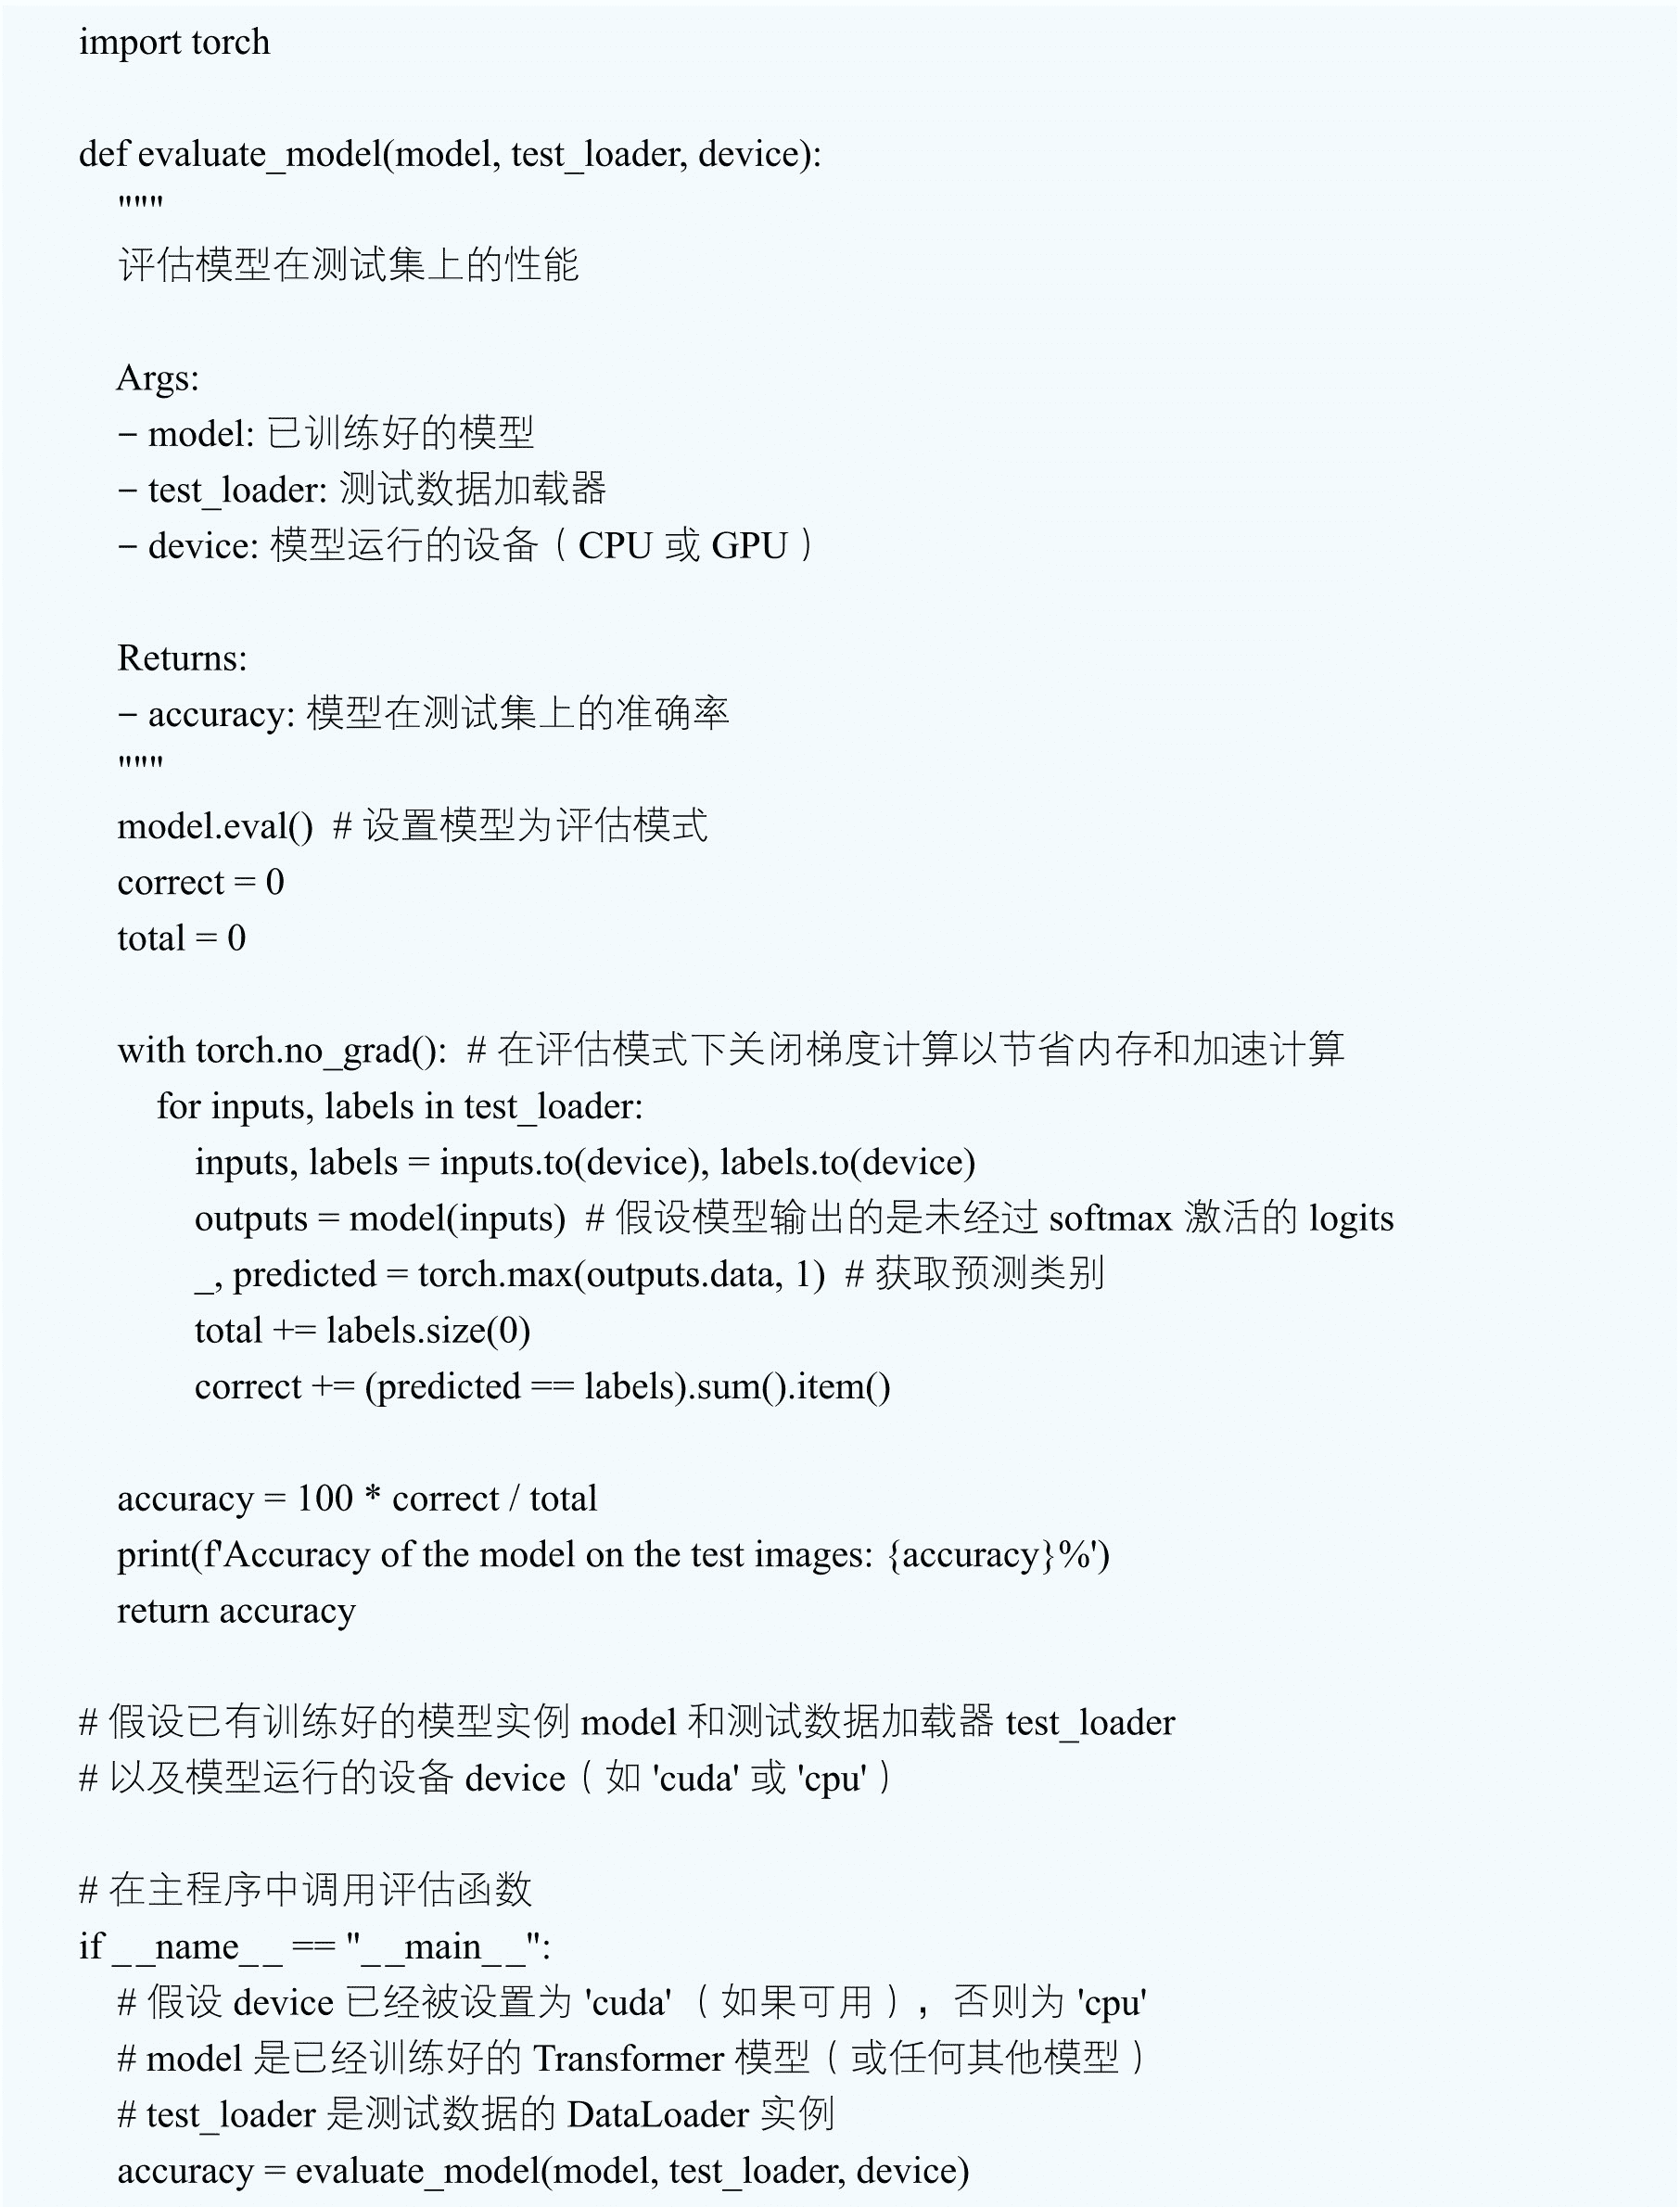 import torch
def evaluate_model(model, test_loader, device):
"""
评估模型在测试集上的性能
Args:
– model: 已训练好的模型
– test_loader: 测试数据加载器
– device: 模型运行的设备（CPU 或 GPU）
Returns:
– accuracy: 模型在测试集上的准确率
"""
model.eval()  # 设置模型为评估模式
correct = 0
total = 0
with torch.no_grad():  # 在评估模式下关闭梯度计算以节省内存和加速计算
for inputs, labels in test_loader:
inputs, labels = inputs.to(device), labels.to(device)
outputs = model(inputs)  # 假设模型输出的是未经过 softmax 激活的 logits
_, predicted = torch.max(outputs.data, 1)  # 获取预测类别
total += labels.size(0)
correct += (predicted == labels).sum().item()
accuracy = 100 * correct / total
print(f'Accuracy of the model on the test images: {accuracy}%')
return accuracy
# 假设已有训练好的模型实例 model 和测试数据加载器 test_loader
# 以及模型运行的设备 device（如 'cuda' 或 'cpu'）
# 在主程序中调用评估函数
if __name__ == "__main__":
# 假设 device 已经被设置为 'cuda'（如果可用），否则为 'cpu'
# model 是已经训练好的 Transformer 模型（或任何其他模型）
# test_loader 是测试数据的 DataLoader 实例
accuracy = evaluate_model(model, test_loader, device)